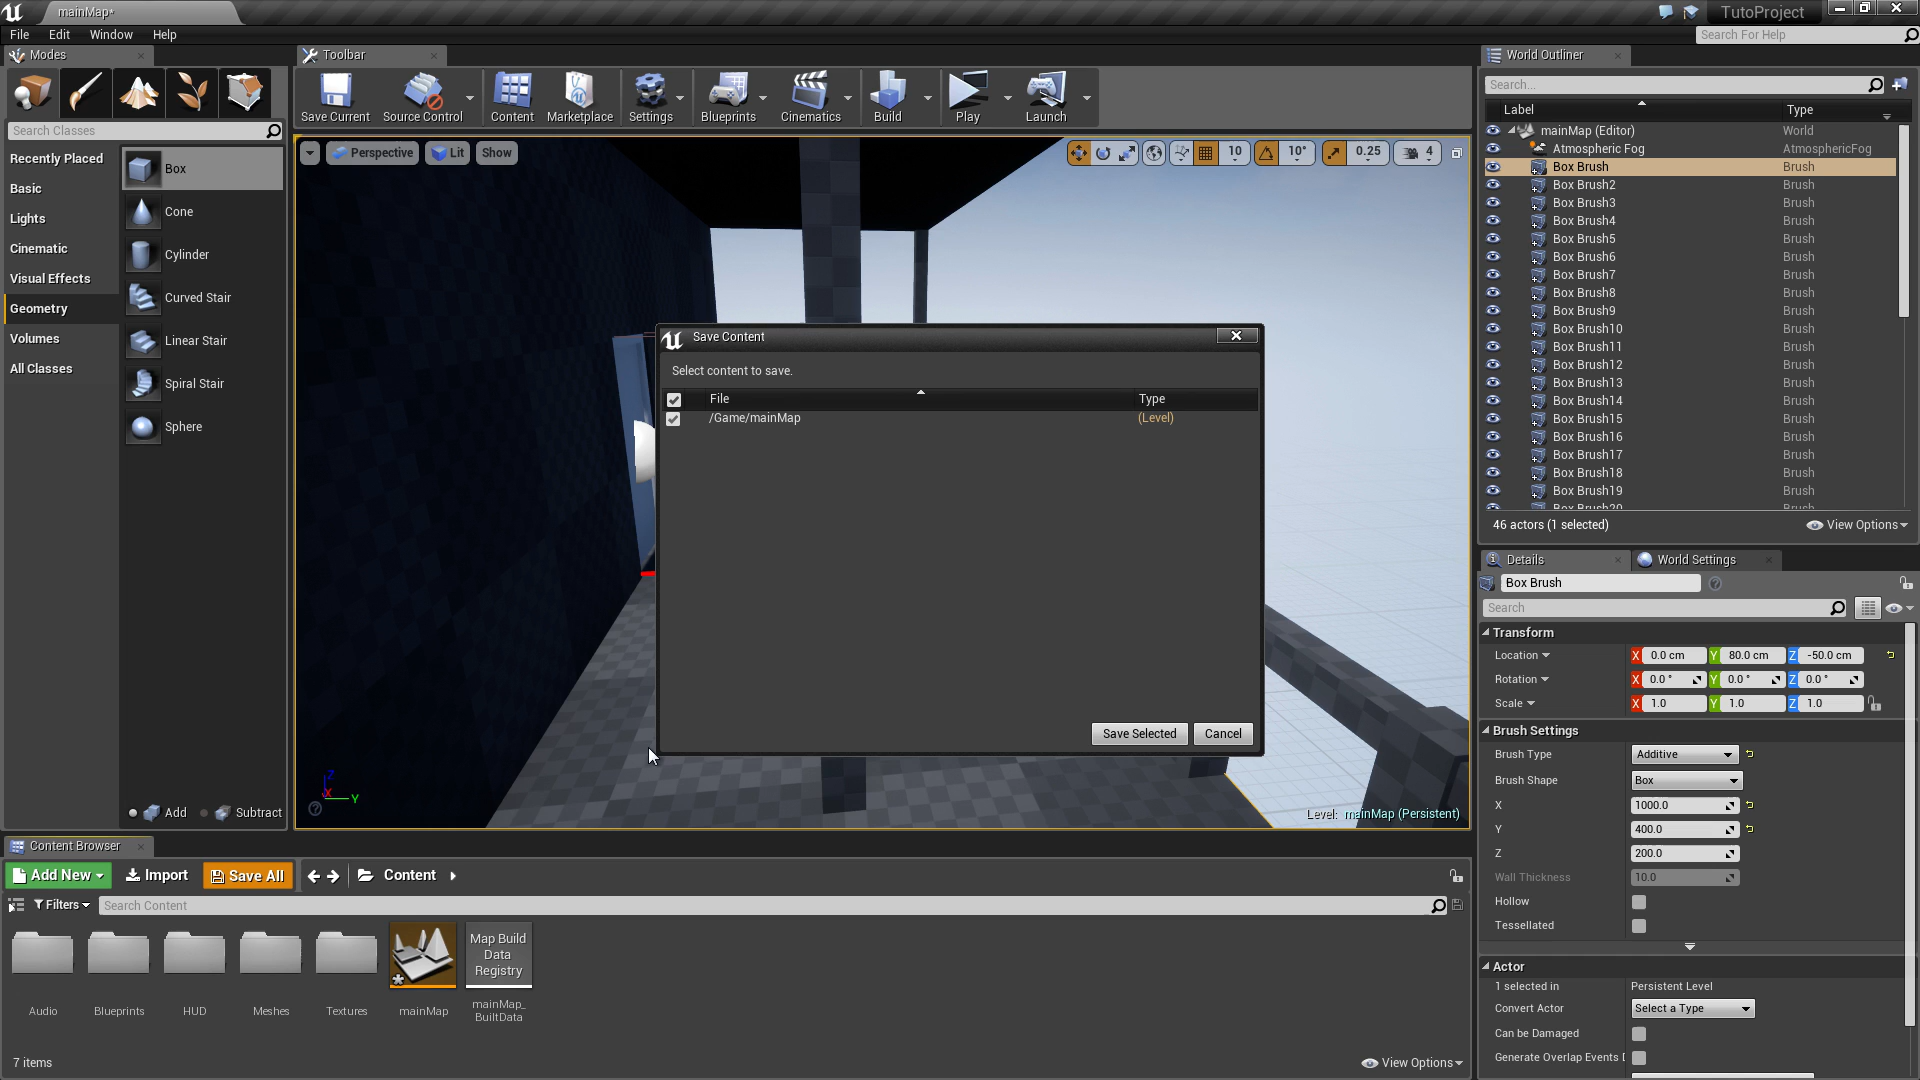 mainMap*
TutoProject
File Edit Window Help
Search For Help
Modes
Search Classes
Recently Placed
Basic
Lights
Cinematic
Visual Effects
Geometry
Volumes
All Classes
Box
Cone
Cylinder
Curved Stair
Linear Stair
Spiral Stair
Sphere
Add Subtract
Toolbar
Save Current Source Control Content Marketplace Settings Blueprints Cinematics Build Play Launch
Perspective Lit Show
10 10° 0.25 4
Save Content
Select content to save.
File Type
/Game/mainMap (Level)
Save Selected Cancel
Z
X
Y
Level: mainMap (Persistent)
World Outliner
Search...
Label Type
mainMap (Editor) World
Atmospheric Fog AtmosphericFog
Box Brush Brush
Box Brush2 Brush
Box Brush3 Brush
Box Brush4 Brush
Box Brush5 Brush
Box Brush6 Brush
Box Brush7 Brush
Box Brush8 Brush
Box Brush9 Brush
Box Brush10 Brush
Box Brush11 Brush
Box Brush12 Brush
Box Brush13 Brush
Box Brush14 Brush
Box Brush15 Brush
Box Brush16 Brush
Box Brush17 Brush
Box Brush18 Brush
Box Brush19 Brush
Box Brush20 Brush
46 actors (1 selected) View Options
Details World Settings
Box Brush
Search
Transform
Location X 0.0 cm Y 80.0 cm Z -50.0 cm
Rotation X 0.0 ° Y 0.0 ° Z 0.0 °
Scale X 1.0 Y 1.0 Z 1.0
Brush Settings
Brush Type Additive
Brush Shape Box
X 1000.0
Y 400.0
Z 200.0
Wall Thickness 10.0
Hollow
Tessellated
Actor
1 selected in Persistent Level
Convert Actor Select a Type
Can be Damaged
Generate Overlap Events
Content Browser
Add New Import Save All Content
Filters Search Content
Audio
Blueprints
HUD
Meshes
Textures
mainMap
Map Build
Data
Registry
mainMap_
BuiltData
7 items View Options